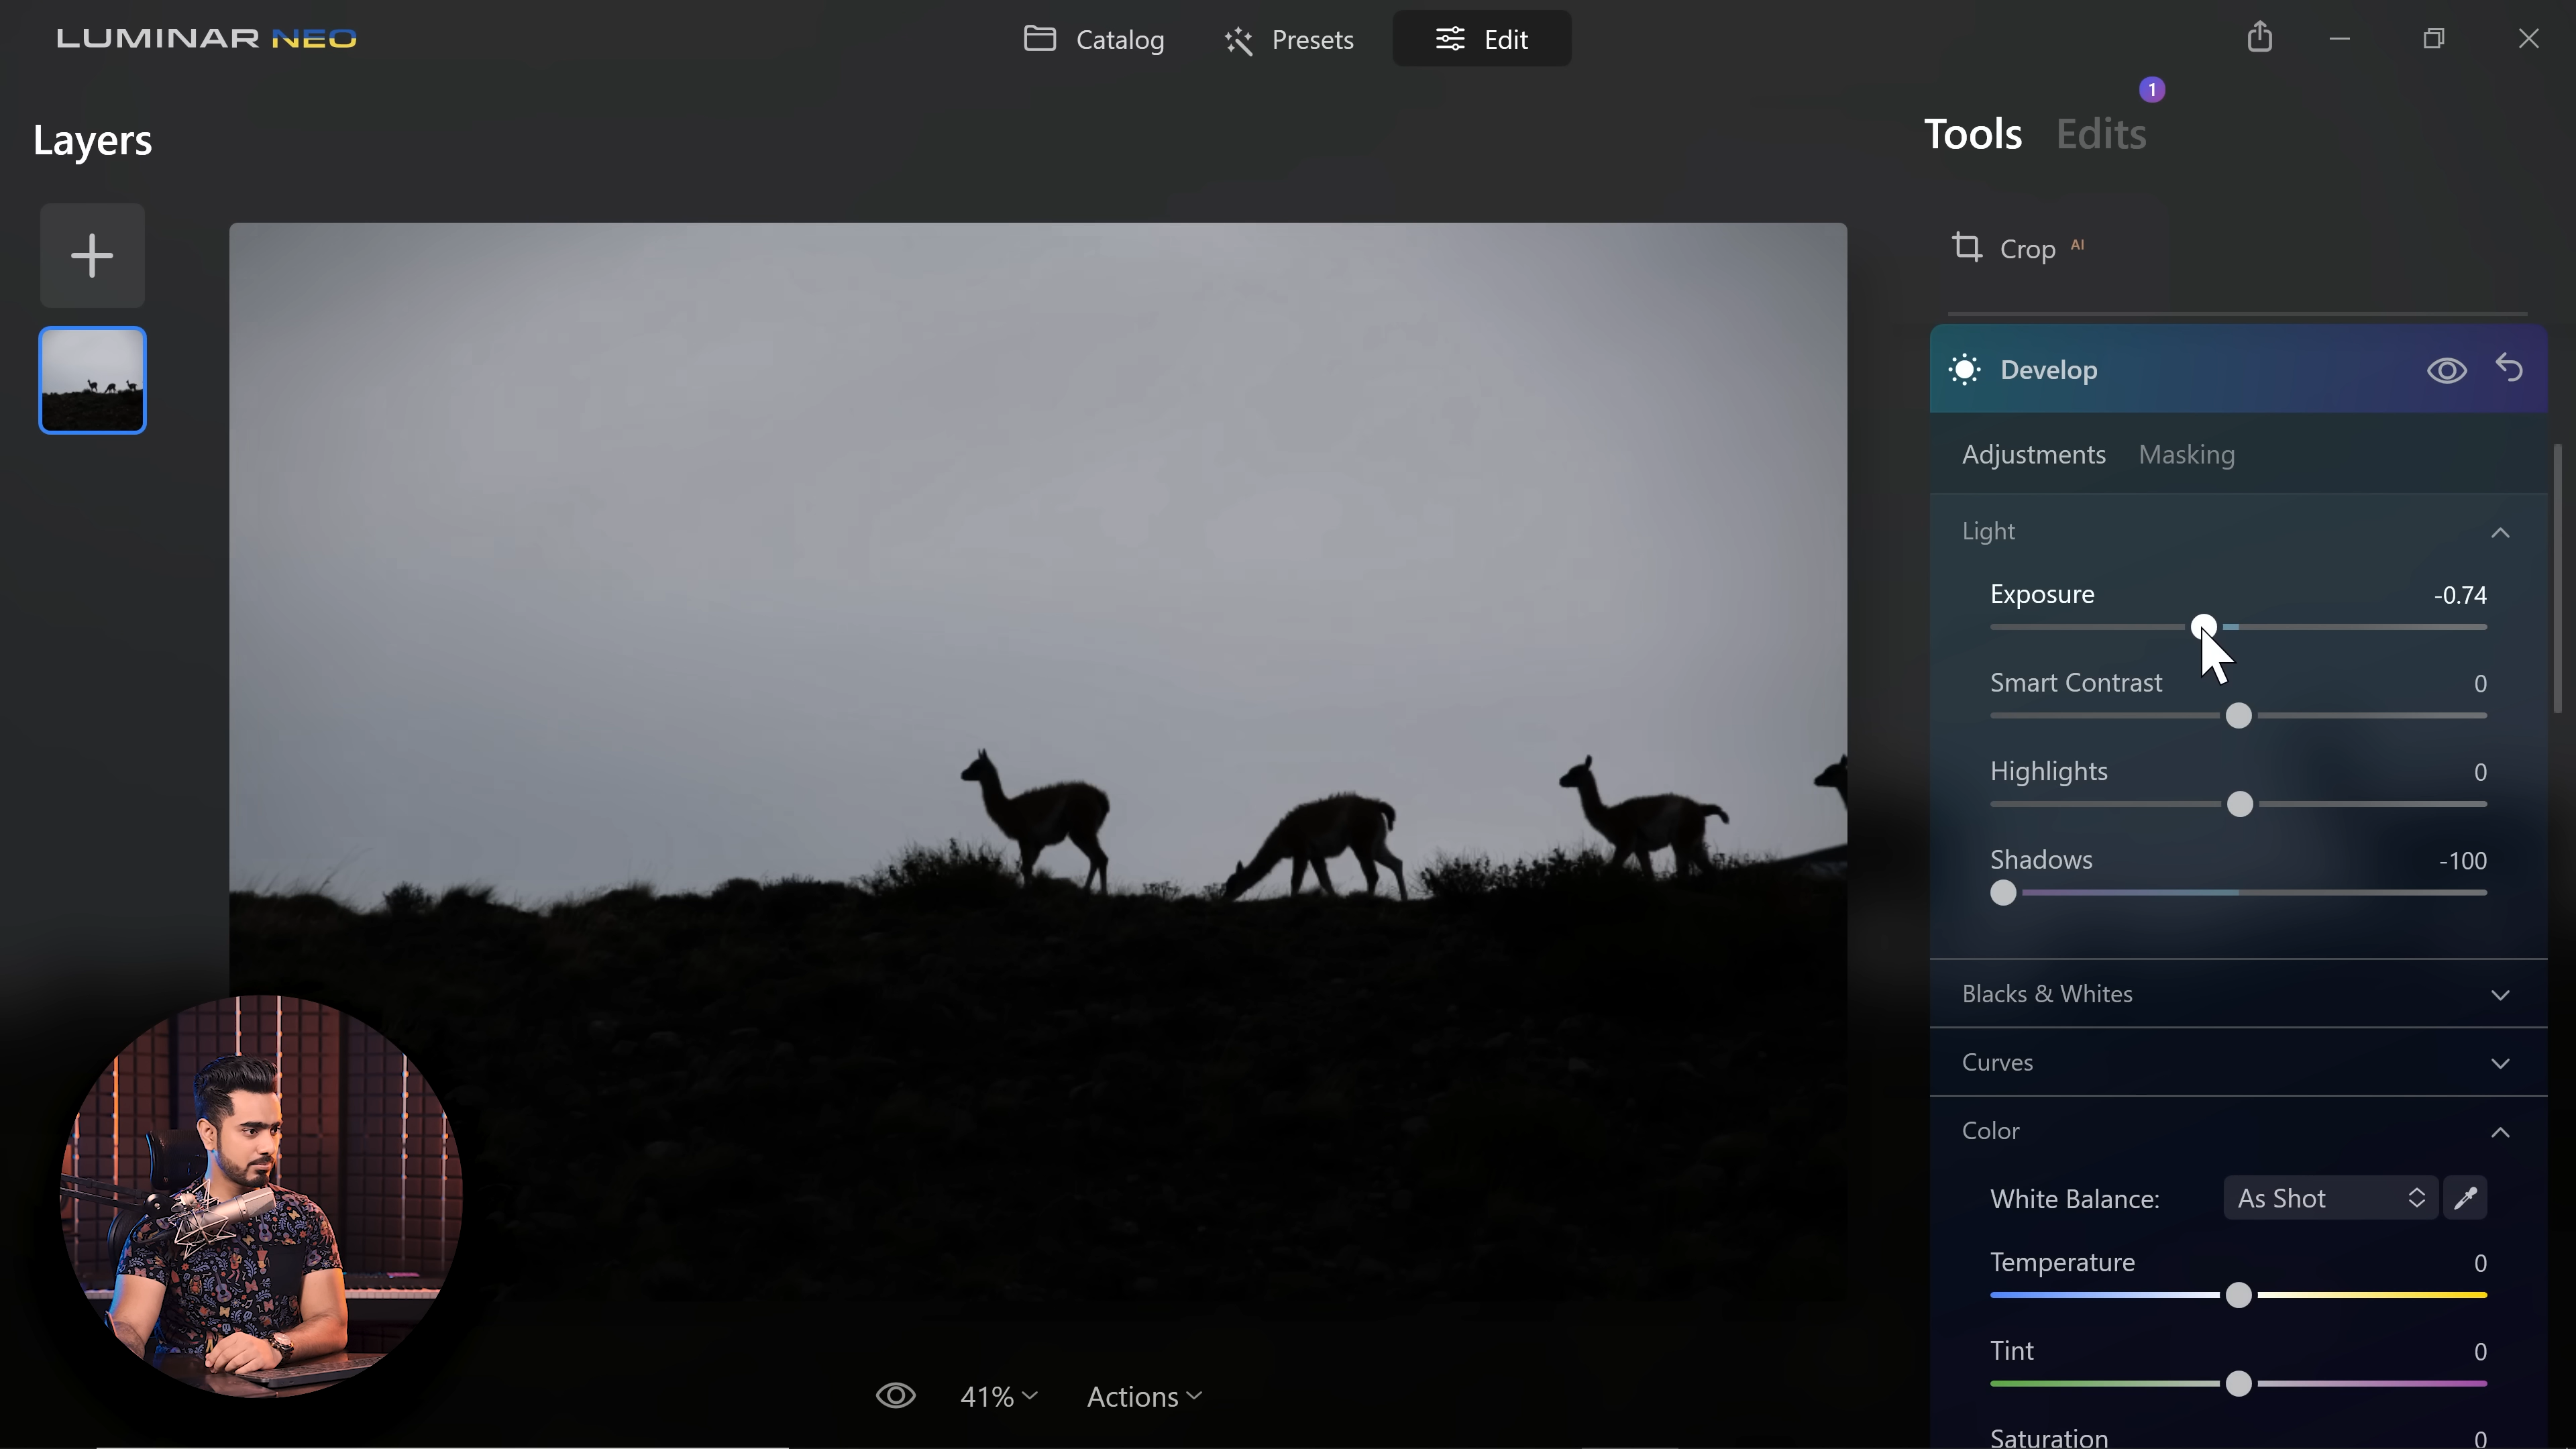 LUMINAR NEO
Catalog
Presets
Edit
1
Layers
Tools Edits
Crop AI
Develop
Adjustments Masking
Light
Exposure -0.74
Smart Contrast 0
Highlights 0
Shadows -100
Blacks & Whites
Curves
Color
White Balance: As Shot
Temperature 0
Tint 0
Saturation 0
41% Actions